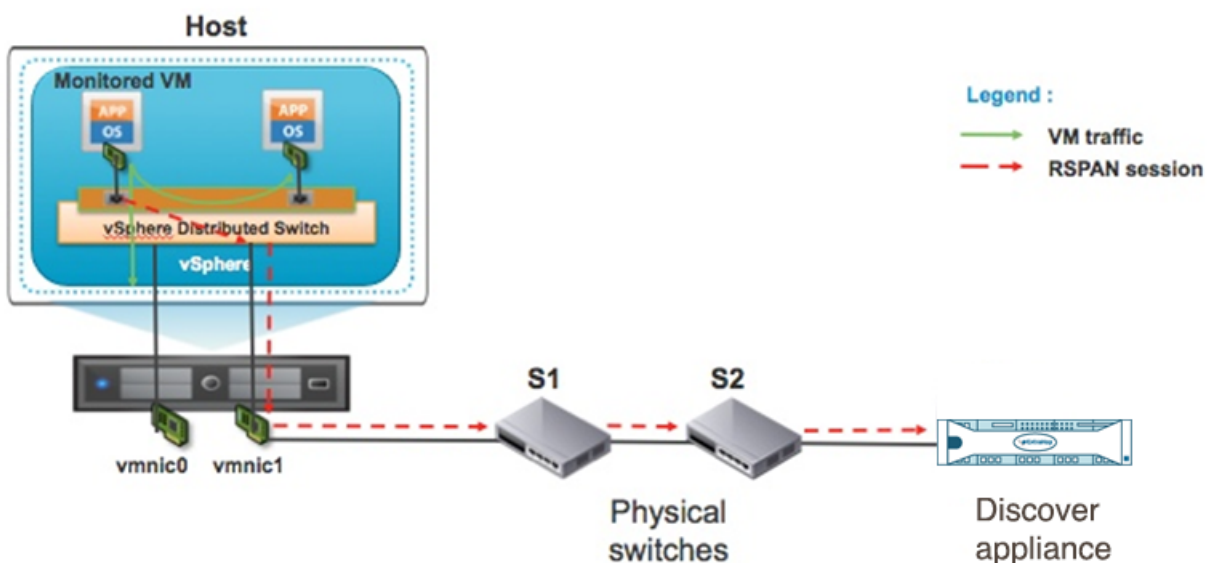 Host
Monitored VM
APP
OS
APP
OS
vSphere Distributed Switch
vSphere
vmnic0
vmnic1
S1
S2
Physical
switches
Discover
appliance
Legend :
VM traffic
RSPAN session